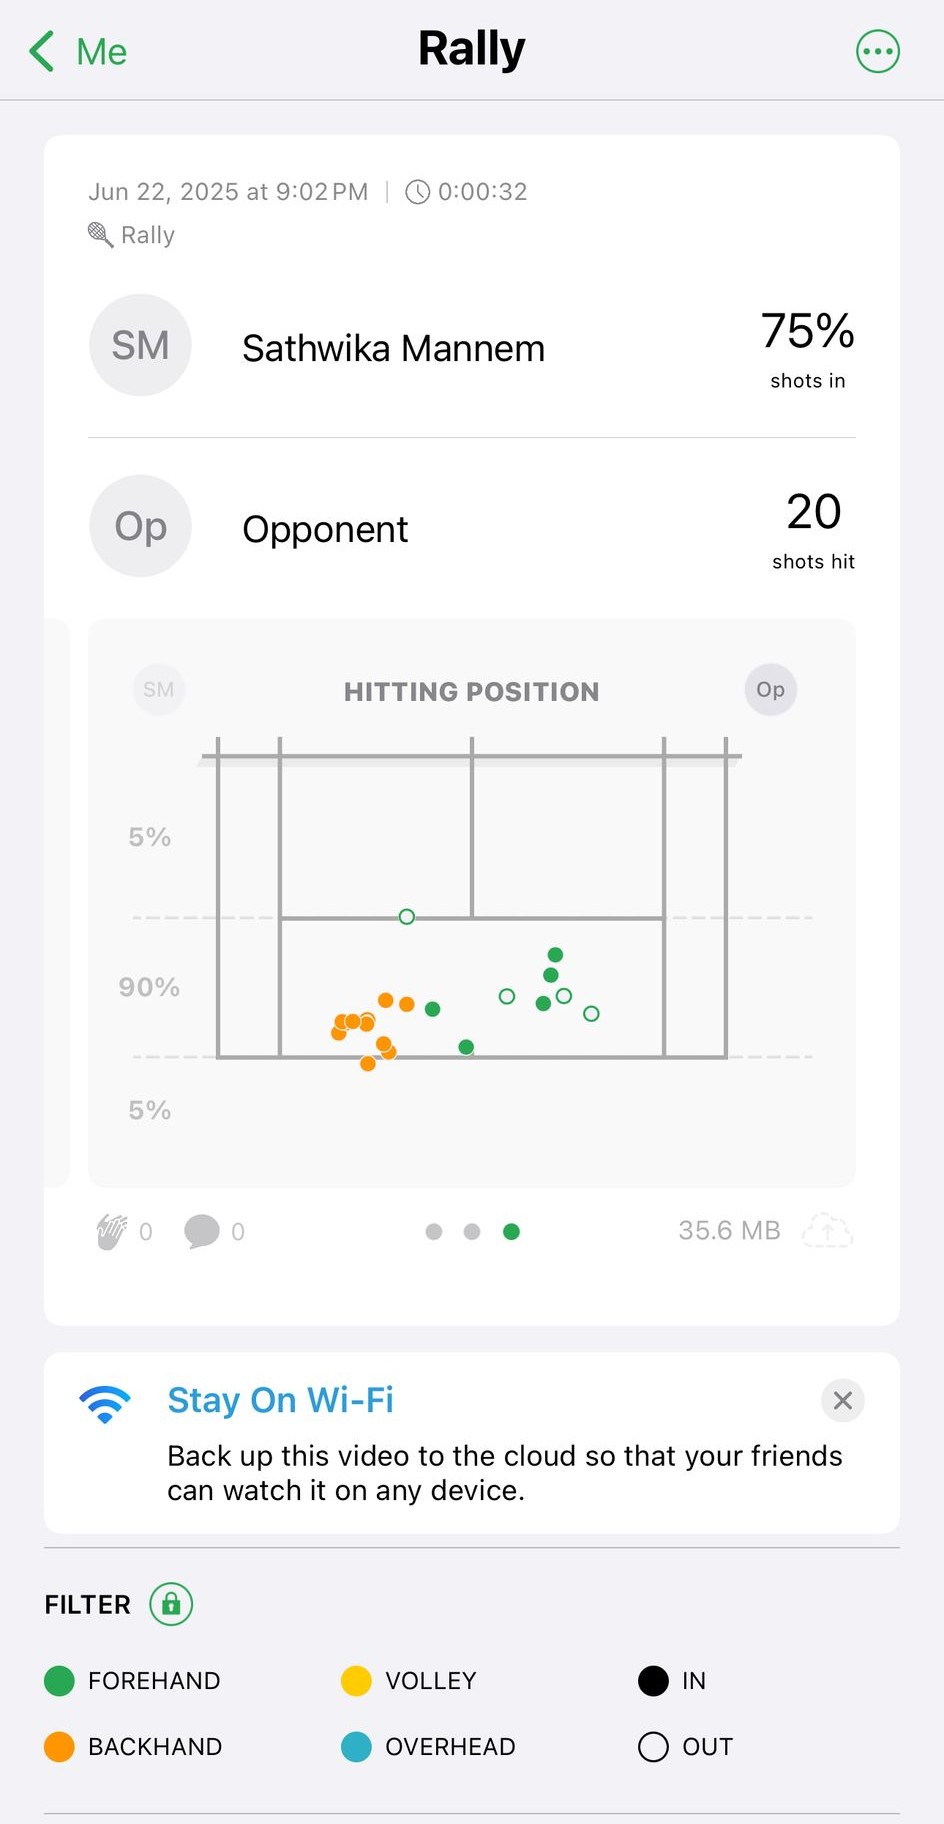 Me
Rally
Jun 22, 2025 at 9:02 PM | 0:00:32
Rally
SM
Sathwika Mannem
75%
shots in
Op
Opponent
20
shots hit
SM
HITTING POSITION
Op
5%
90%
5%
0
0
35.6 MB
Stay On Wi-Fi
Back up this video to the cloud so that your friends
can watch it on any device.
FILTER
FOREHAND
VOLLEY
IN
BACKHAND
OVERHEAD
OUT